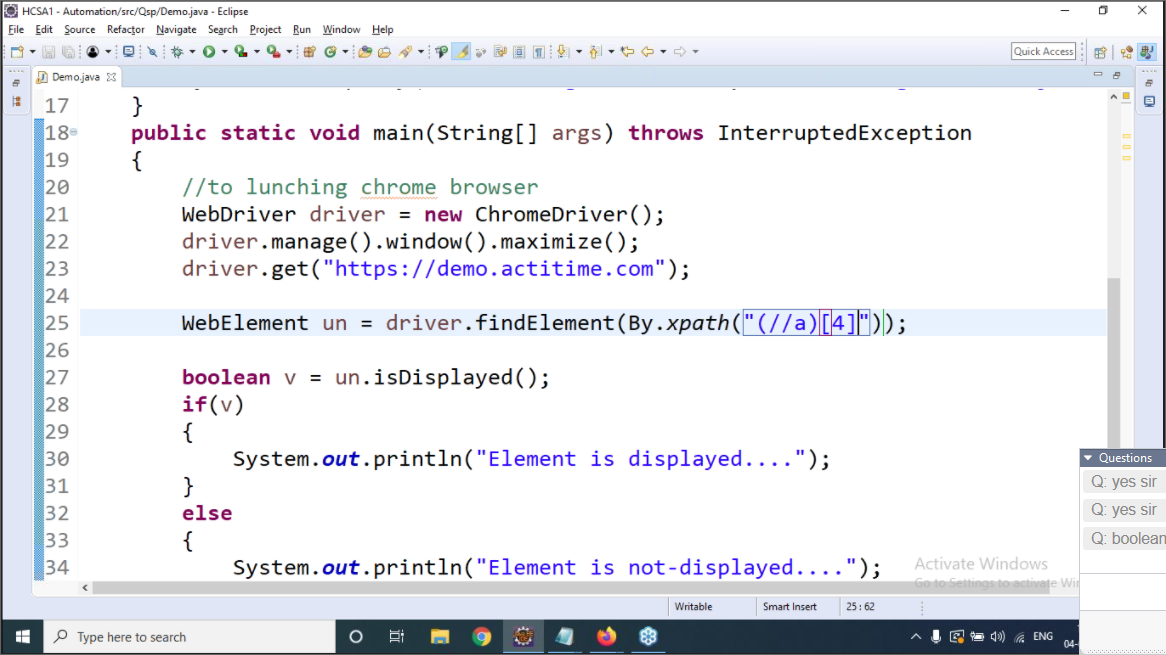 HCSA1 - Automation/src/Qsp/Demo.java - Eclipse
File Edit Source Refactor Navigate Search Project Run Window Help
Quick Access
Demo.java
17 }
18 public static void main(String[] args) throws InterruptedException
19 {
20 //to lunching chrome browser
21 WebDriver driver = new ChromeDriver();
22 driver.manage().window().maximize();
23 driver.get("https://demo.actitime.com");
24
25 WebElement un = driver.findElement(By.xpath("(//a)[4]"));
26
27 boolean v = un.isDisplayed();
28 if(v)
29 {
30 System.out.println("Element is displayed....");
31 }
32 else
33 {
34 System.out.println("Element is not-displayed....");
Questions
Q: yes sir
Q: yes sir
Q: boolean
Activate Windows
Go to Settings to activate Wi
Writable Smart Insert 25 : 62
Type here to search
ENG
04-